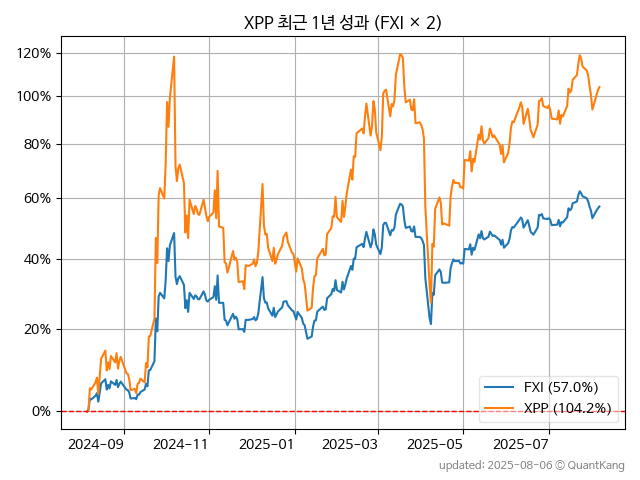 XPP 최근 1년 성과 (FXI × 2)
120%
100%
80%
60%
40%
20%
0%
FXI (57.0%)
XPP (104.2%)
2024-09 2024-11 2025-01 2025-03 2025-05 2025-07
updated: 2025-08-06 © QuantKang